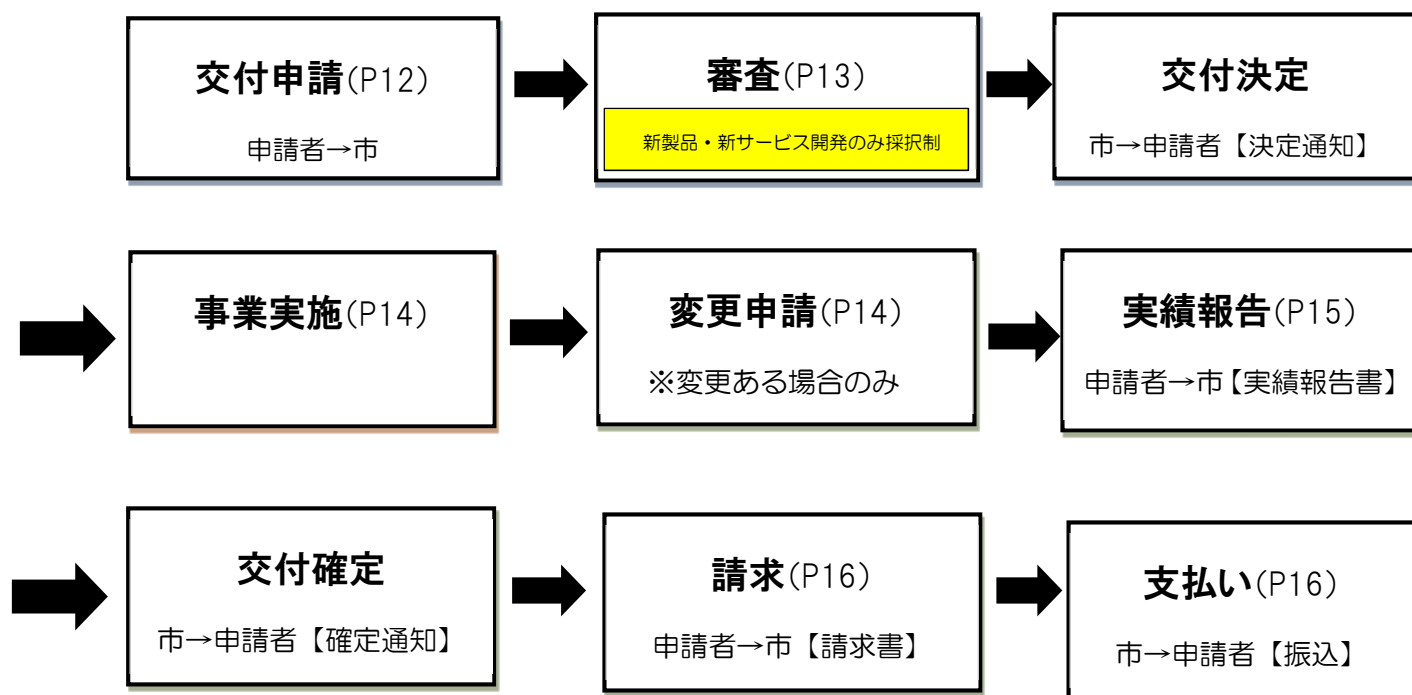 交付申請(P12)
申請者→市
審査(P13)
新製品・新サービス開発のみ採択制
交付決定
市→申請者【決定通知】
事業実施(P14)
変更申請(P14)
※変更ある場合のみ
実績報告(P15)
申請者→市【実績報告書】
交付確定
市→申請者【確定通知】
請求(P16)
申請者→市【請求書】
支払い(P16)
市→申請者【振込】